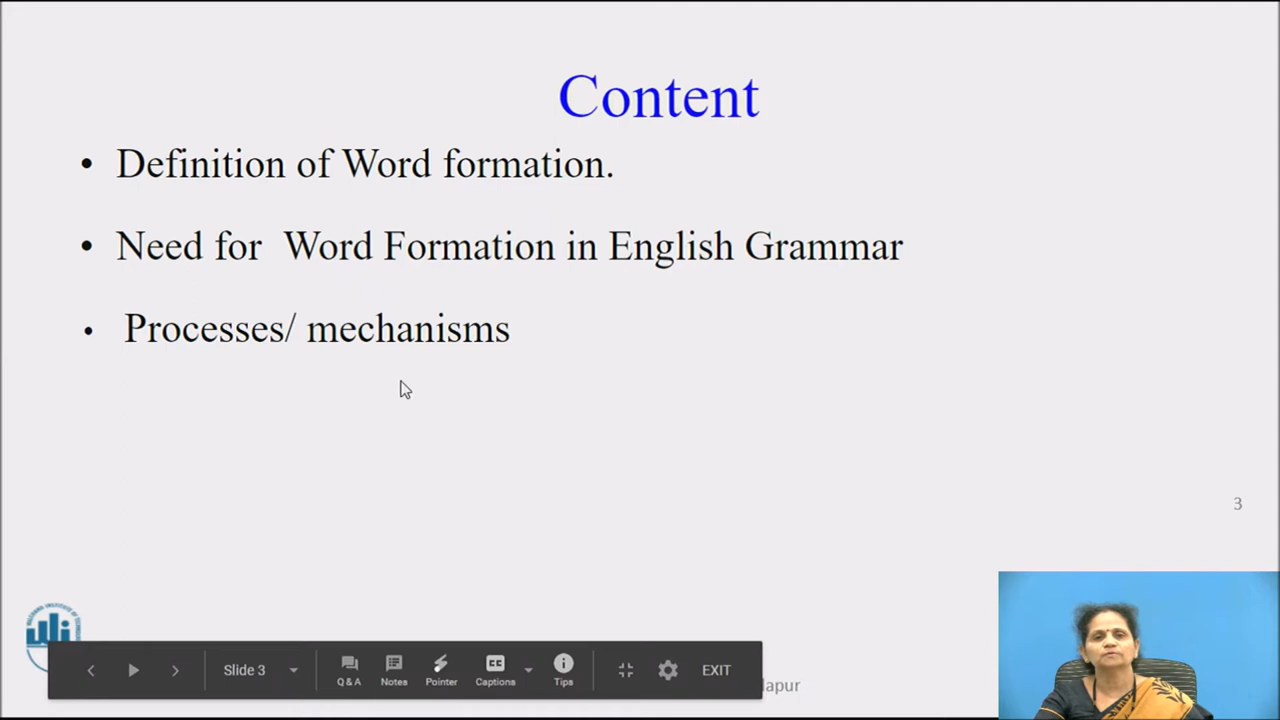 Content
• Definition of Word formation.
• Need for Word Formation in English Grammar
• Processes/ mechanisms
3
Slide 3
Q & A
Notes
Pointer
Captions
Tips
EXIT
lapur